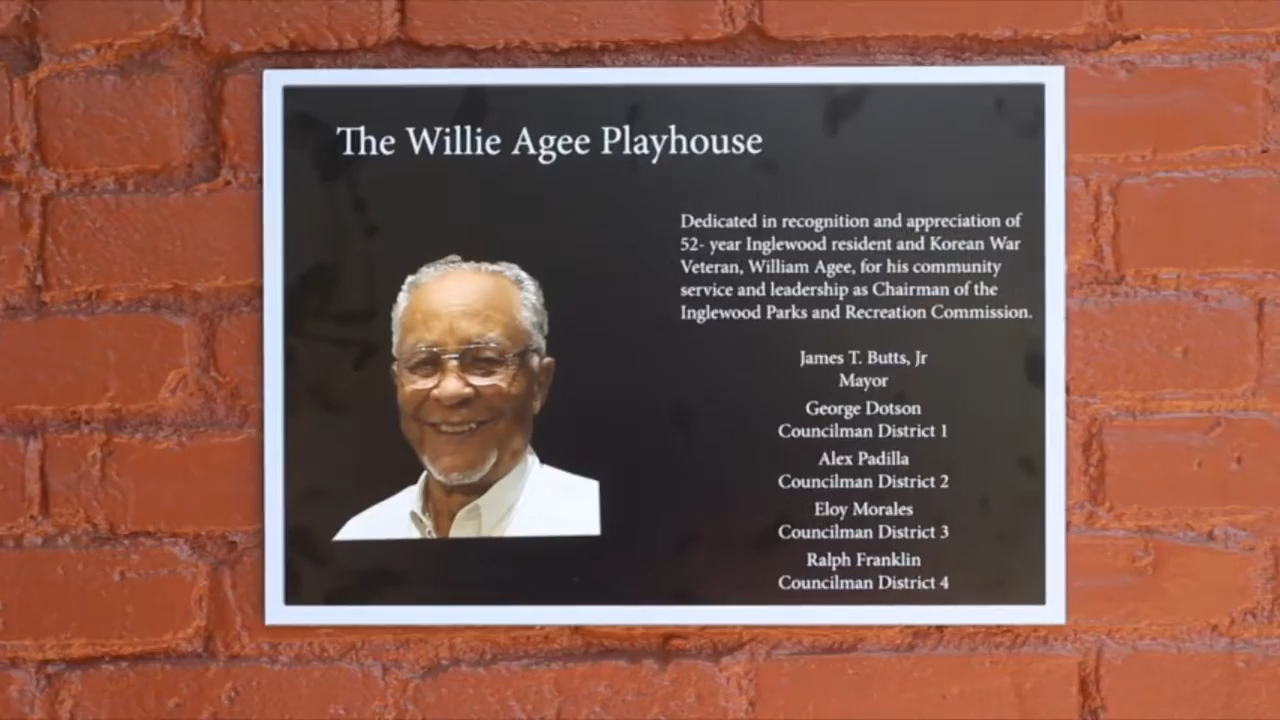 The Willie Agee Playhouse
Dedicated in recognition and appreciation of
52- year Inglewood resident and Korean War
Veteran, William Agee, for his community
service and leadership as Chairman of the
Inglewood Parks and Recreation Commission.
James T. Butts, Jr
Mayor
George Dotson
Councilman District 1
Alex Padilla
Councilman District 2
Eloy Morales
Councilman District 3
Ralph Franklin
Councilman District 4